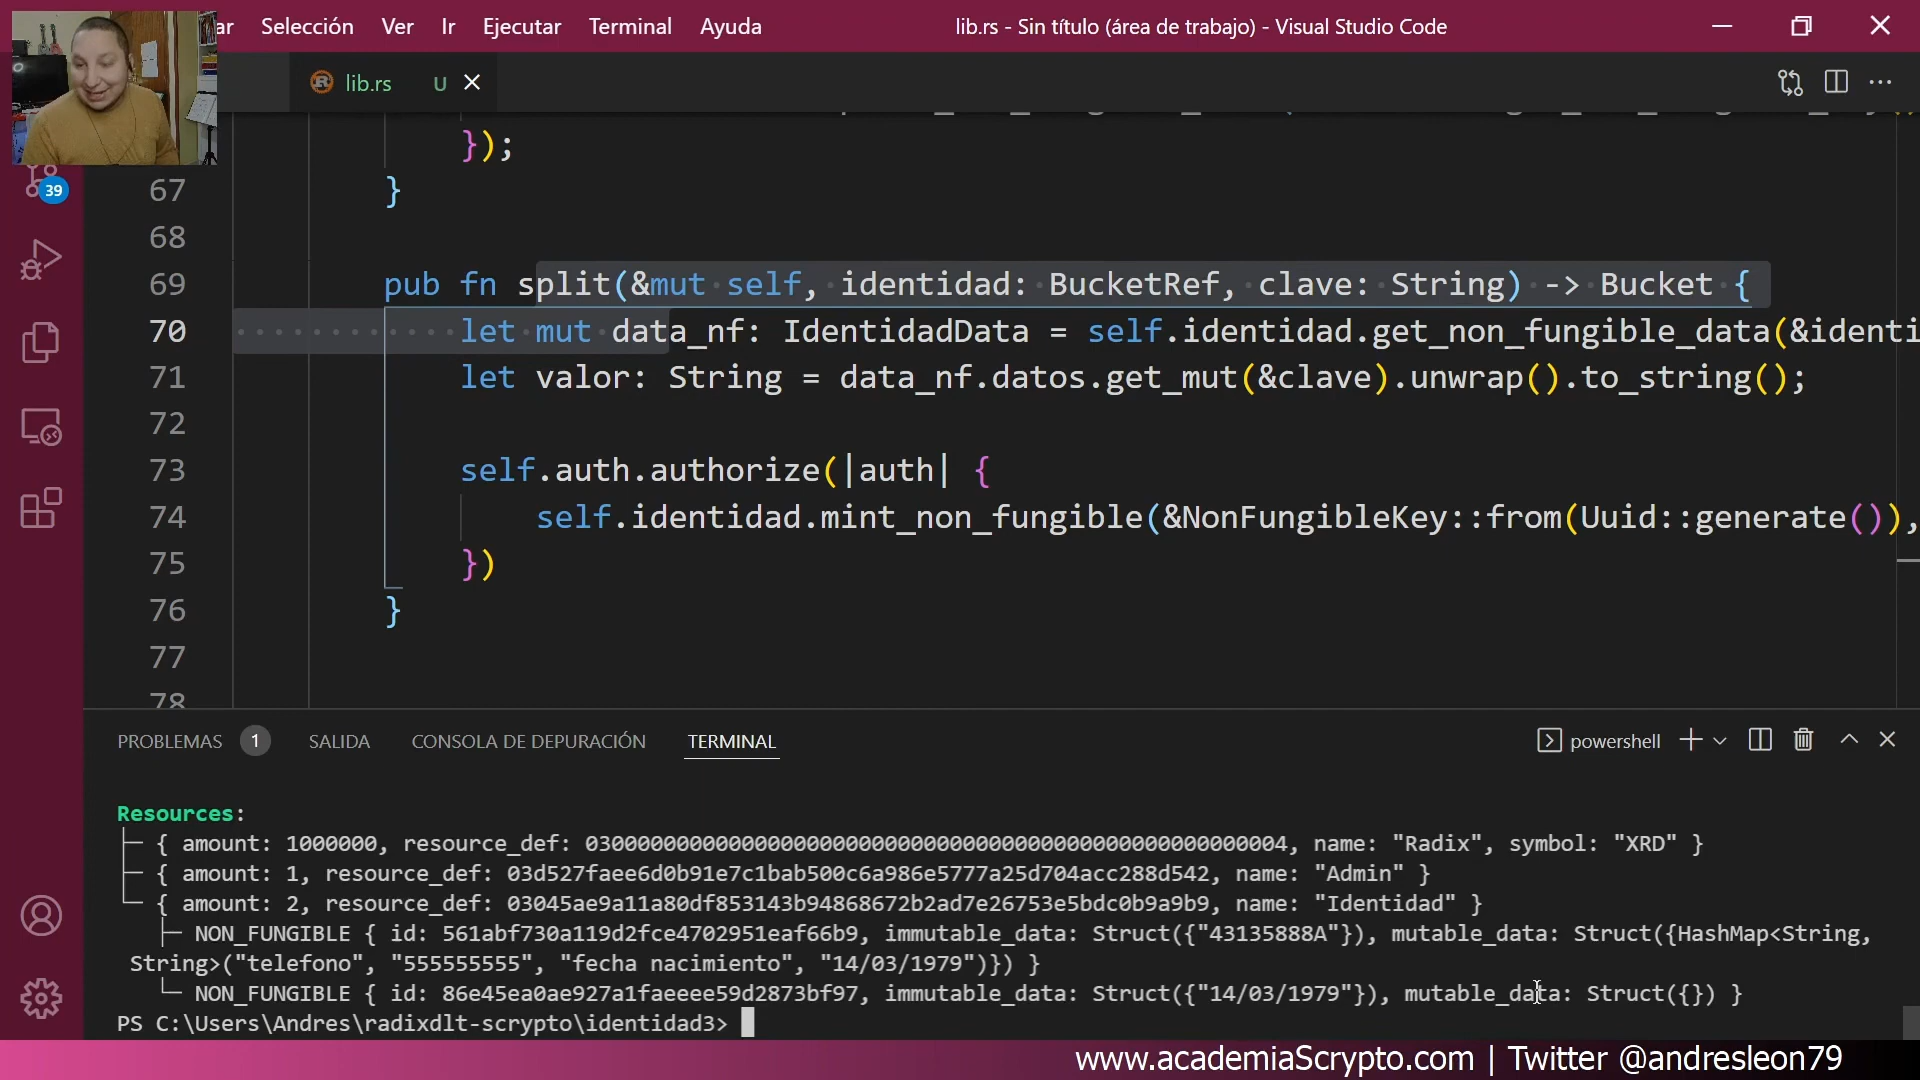 ar Selección Ver Ir Ejecutar Terminal Ayuda lib.rs - Sin título (área de trabajo) - Visual Studio Code
lib.rs U
});
67 }
68
69 pub fn split(&mut self, identidad: BucketRef, clave: String) -> Bucket {
70 let mut data_nf: IdentidadData = self.identidad.get_non_fungible_data(&identi
71 let valor: String = data_nf.datos.get_mut(&clave).unwrap().to_string();
72
73 self.auth.authorize(|auth| {
74 self.identidad.mint_non_fungible(&NonFungibleKey::from(Uuid::generate()),
75 })
76 }
77
78
39
PROBLEMAS 1 SALIDA CONSOLA DE DEPURACIÓN TERMINAL powershell
Resources:
├─ { amount: 1000000, resource_def: 030000000000000000000000000000000000000000000000000004, name: "Radix", symbol: "XRD" }
├─ { amount: 1, resource_def: 03d527faee6d0b91e7c1bab500c6a986e5777a25d704acc288d542, name: "Admin" }
└─ { amount: 2, resource_def: 03045ae9a11a80df853143b94868672b2ad7e26753e5bdc0b9a9b9, name: "Identidad" }
├─ NON_FUNGIBLE { id: 561abf730a119d2fce4702951eaf66b9, immutable_data: Struct({"43135888A"}), mutable_data: Struct({HashMap<String,
String>("telefono", "555555555", "fecha nacimiento", "14/03/1979")}) }
└─ NON_FUNGIBLE { id: 86e45ea0ae927a1faeeee59d2873bf97, immutable_data: Struct({"14/03/1979"}), mutable_data: Struct({}) }
PS C:\Users\Andres\radixdlt-scrypto\identidad3>
www.academiaScrypto.com | Twitter @andresleon79